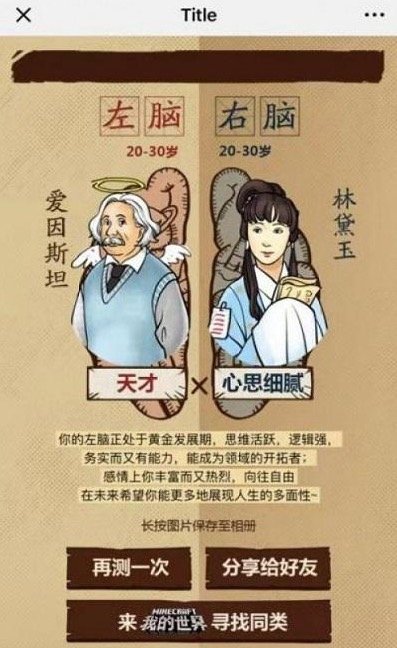 Title
左脑 右脑
20-30岁 20-30岁
爱因斯坦
林黛玉
天才 × 心思细腻
你的左脑正处于黄金发展期，思维活跃，逻辑强，
务实而又有能力，能成为领域的开拓者；
感情上你丰富而又热烈，向往自由
在未来希望你能更多地展现人生的多面性~
长按图片保存至相册
再测一次 分享给好友
来 MINECRAFT 我的世界 寻找同类